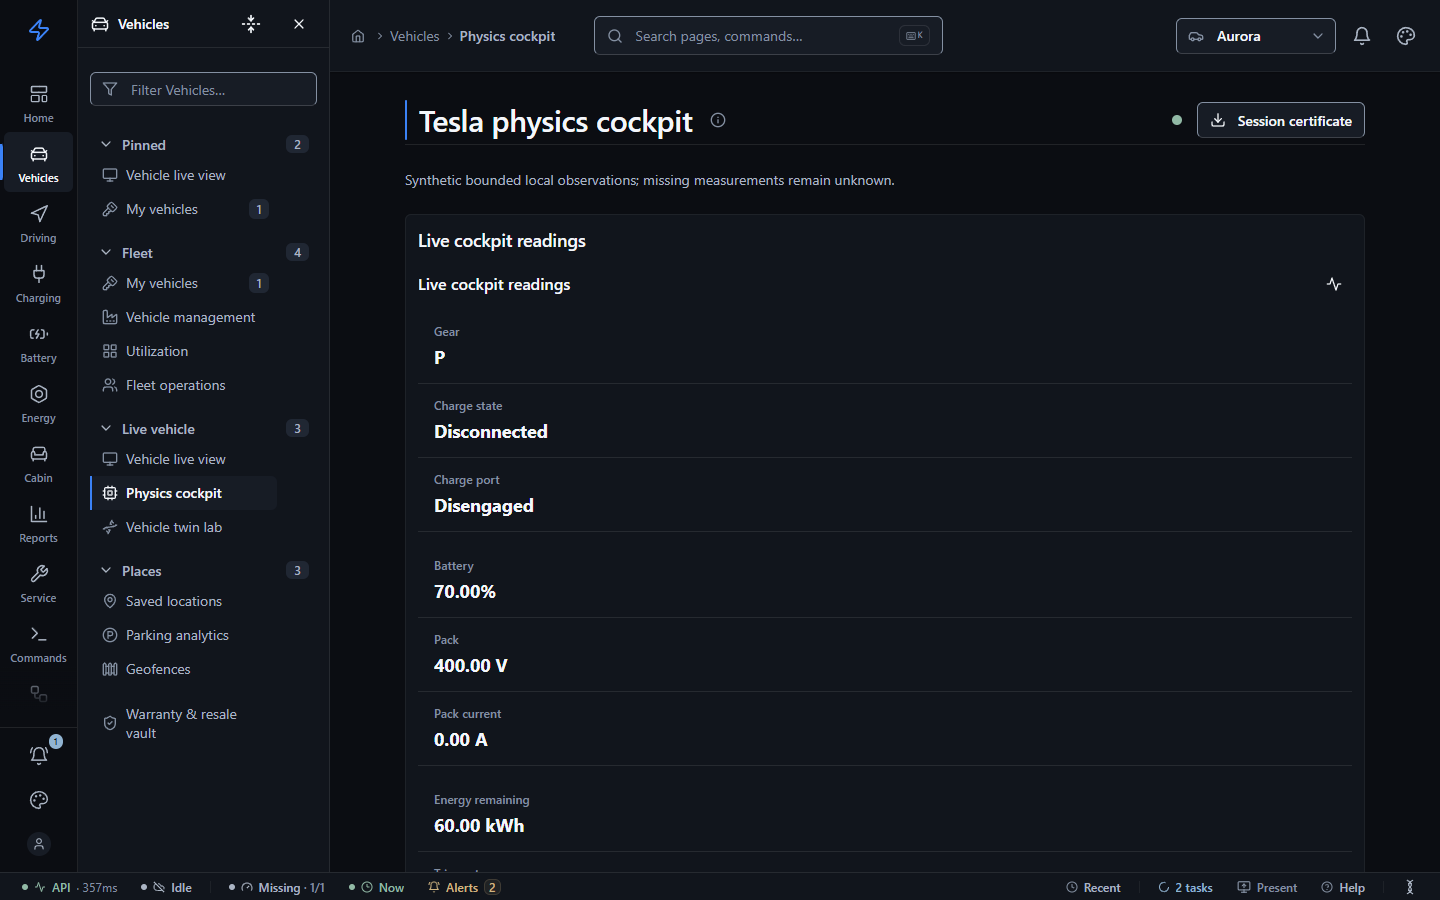 Home
Vehicles
Driving
Charging
Battery
Energy
Cabin
Reports
Service
Commands
1
Vehicles
Filter Vehicles...
Pinned 2
Vehicle live view
My vehicles 1
Fleet 4
My vehicles 1
Vehicle management
Utilization
Fleet operations
Live vehicle 3
Vehicle live view
Physics cockpit
Vehicle twin lab
Places 3
Saved locations
Parking analytics
Geofences
Warranty & resale
vault
Vehicles Physics cockpit
Search pages, commands... K
Aurora
Tesla physics cockpit
Session certificate
Synthetic bounded local observations; missing measurements remain unknown.
Live cockpit readings
Live cockpit readings
Gear
P
Charge state
Disconnected
Charge port
Disengaged
Battery
70.00%
Pack
400.00 V
Pack current
0.00 A
Energy remaining
60.00 kWh
API · 357ms Idle Missing · 1/1 Now Alerts 2 Recent 2 tasks Present Help